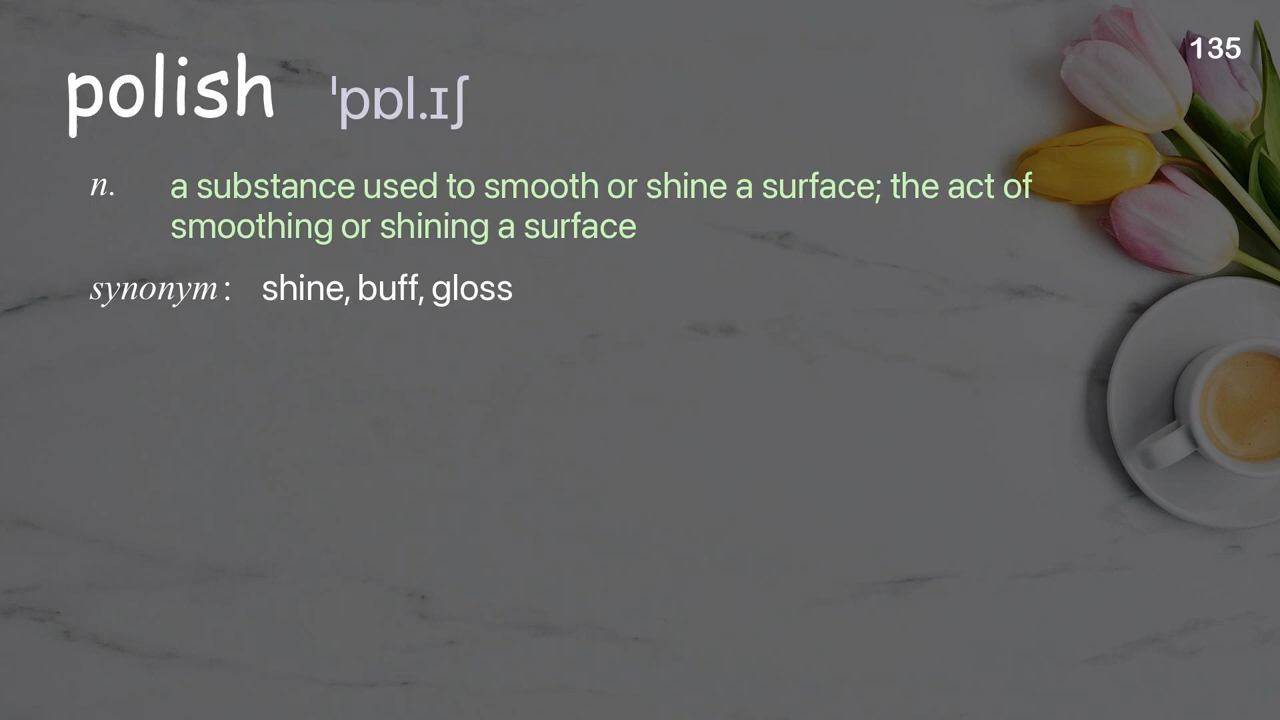 135
polish ˈpɒl.ɪʃ
n. a substance used to smooth or shine a surface; the act of
smoothing or shining a surface
synonym: shine, buff, gloss